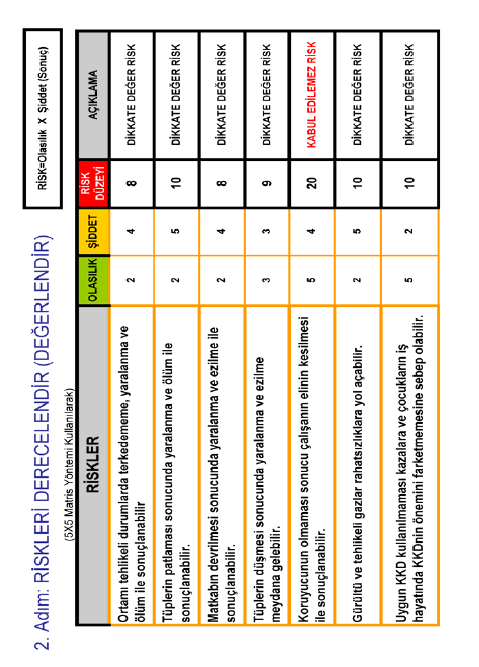 2. Adım: RİSKLERİ DERECELENDİR (DEĞERLENDİR)
(5X5 Matris Yöntemi Kullanılarak)
RİSK=Olasılık X Şiddet (Sonuç)
RİSKLER OLASILIK ŞİDDET RİSK DÜZEYİ AÇIKLAMA
Ortamı tehlikeli durumlarda terkedememe, yaralanma ve
ölüm ile sonuçlanabilir
2 4 8 DİKKATE DEĞER RİSK
Tüplerin patlaması sonucunda yaralanma ve ölüm ile
sonuçlanabilir.
2 5 10 DİKKATE DEĞER RİSK
Matkabın devrilmesi sonucunda yaralanma ve ezilme ile
sonuçlanabilir.
2 4 8 DİKKATE DEĞER RİSK
Tüplerin düşmesi sonucunda yaralanma ve ezilme
meydana gelebilir.
3 3 9 DİKKATE DEĞER RİSK
Koruyucunun olmaması sonucu çalışanın elinin kesilmesi
ile sonuçlanabilir.
5 4 20 KABUL EDİLEMEZ RİSK
Gürültü ve tehlikeli gazlar rahatsızlıklara yol açabilir.
2 5 10 DİKKATE DEĞER RİSK
Uygun KKD kullanılmaması kazalara ve çocukların iş
hayatında KKDnin önemini farketmemesine sebep olabilir.
5 2 10 DİKKATE DEĞER RİSK